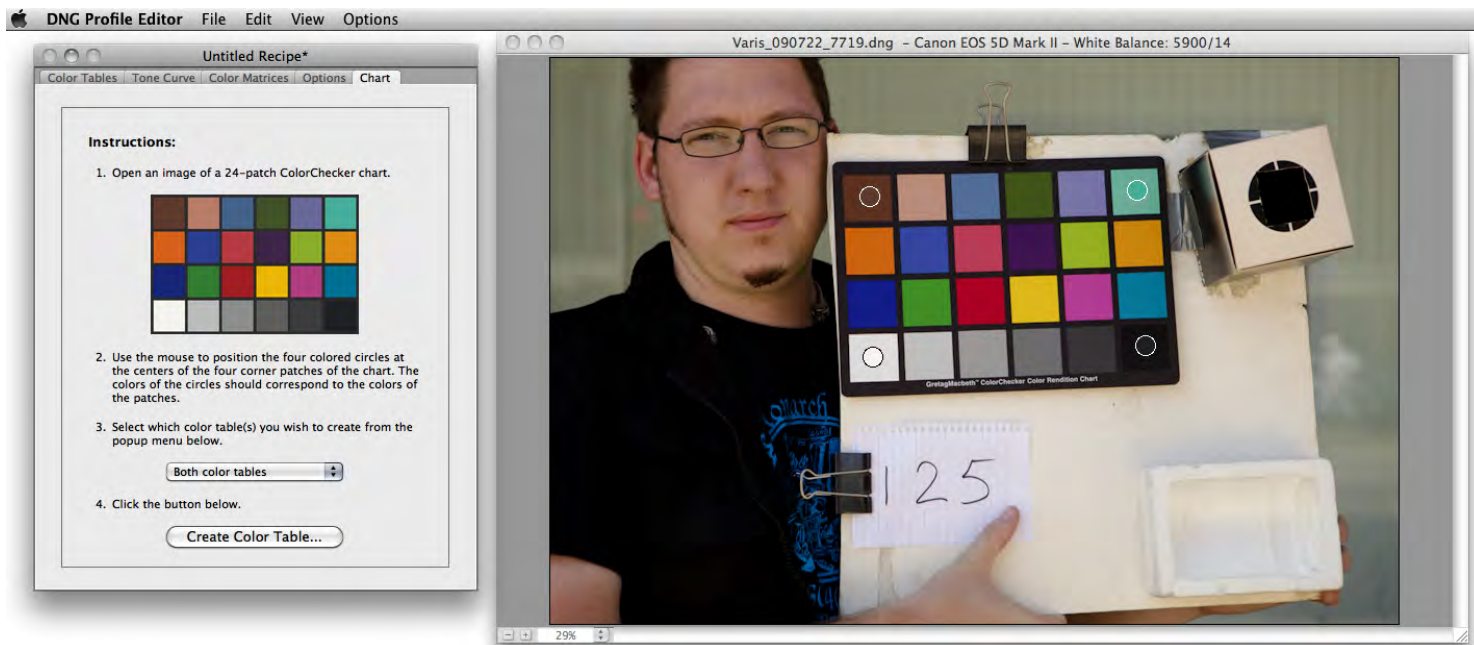 DNG Profile Editor File Edit View Options
Untitled Recipe*
Color Tables Tone Curve Color Matrices Options Chart
Instructions:
1. Open an image of a 24-patch ColorChecker chart.
2. Use the mouse to position the four colored circles at
the centers of the four corner patches of the chart. The
colors of the circles should correspond to the colors of
the patches.
3. Select which color table(s) you wish to create from the
popup menu below.
Both color tables
4. Click the button below.
Create Color Table...
Varis_090722_7719.dng – Canon EOS 5D Mark II – White Balance: 5900/14
GretagMacbeth™ ColorChecker Color Rendition Chart
125
29%